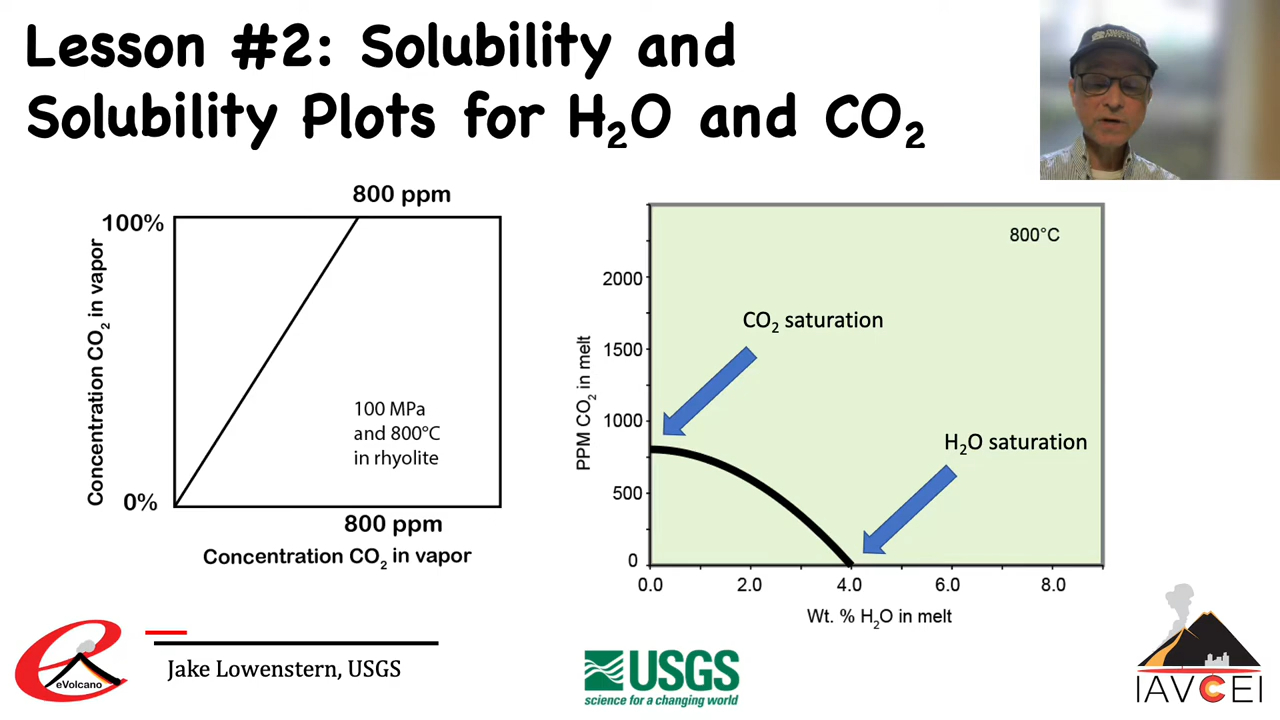 Lesson #2: Solubility and
Solubility Plots for H₂O and CO₂
800 ppm
100%
Concentration CO₂ in vapor
0%
100 MPa
and 800°C
in rhyolite
800 ppm
Concentration CO₂ in vapor
800°C
2000
1500
1000
500
0
PPM CO₂ in melt
CO₂ saturation
H₂O saturation
0.0 2.0 4.0 6.0 8.0
Wt. % H₂O in melt
eVolcano
Jake Lowenstern, USGS
USGS
science for a changing world
IAVCEI